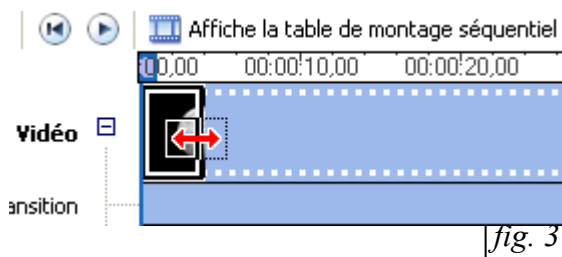 Affiche la table de montage séquentiel
0,00 00:00:10,00 00:00:20,00
Vidéo
ansition
fig. 3